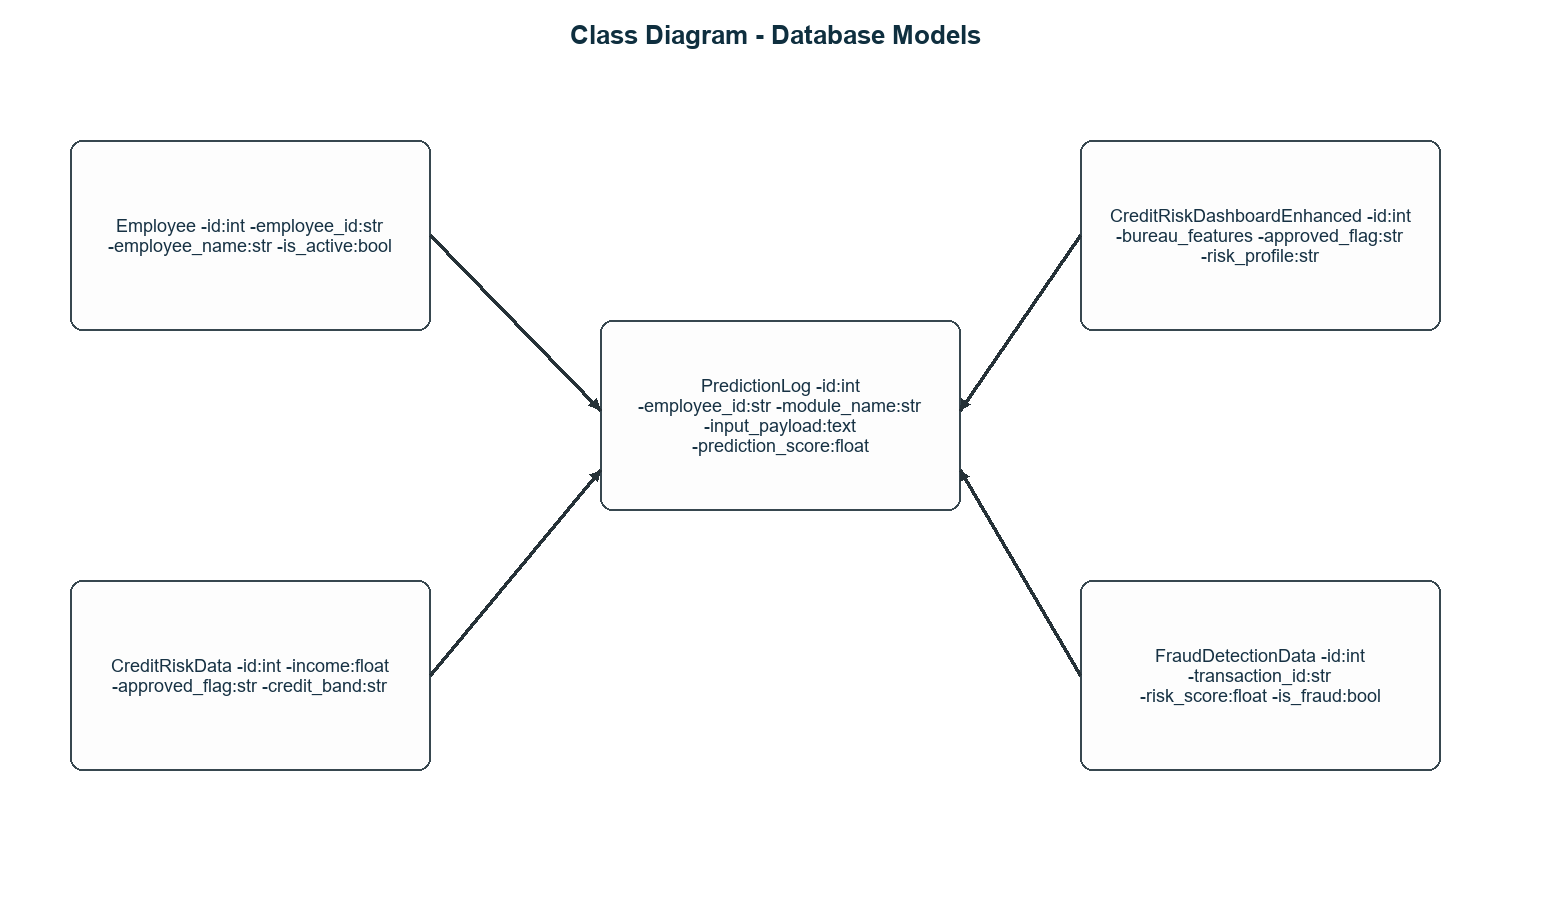 Class Diagram - Database Models
Employee -id:int -employee_id:str
-employee_name:str -is_active:bool
CreditRiskDashboardEnhanced -id:int
-bureau_features -approved_flag:str
-risk_profile:str
PredictionLog -id:int
-employee_id:str -module_name:str
-input_payload:text
-prediction_score:float
CreditRiskData -id:int -income:float
-approved_flag:str -credit_band:str
FraudDetectionData -id:int
-transaction_id:str
-risk_score:float -is_fraud:bool